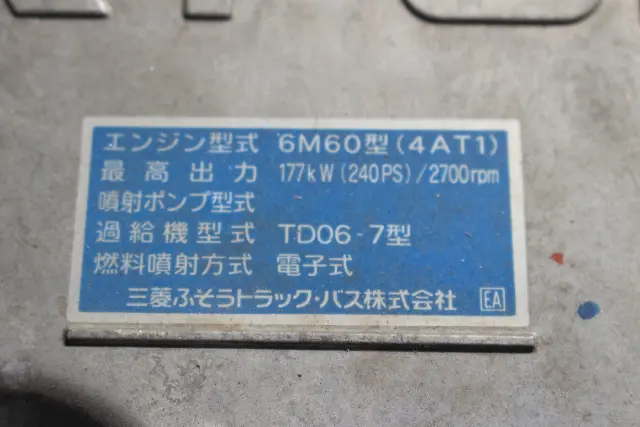 エンジン型式 6M60型(4AT1)
最高出力 177kW(240PS)/2700rpm
噴射ポンプ型式
過給機型式 TD06-7型
燃料噴射方式 電子式
三菱ふそうトラック・バス株式会社 EA